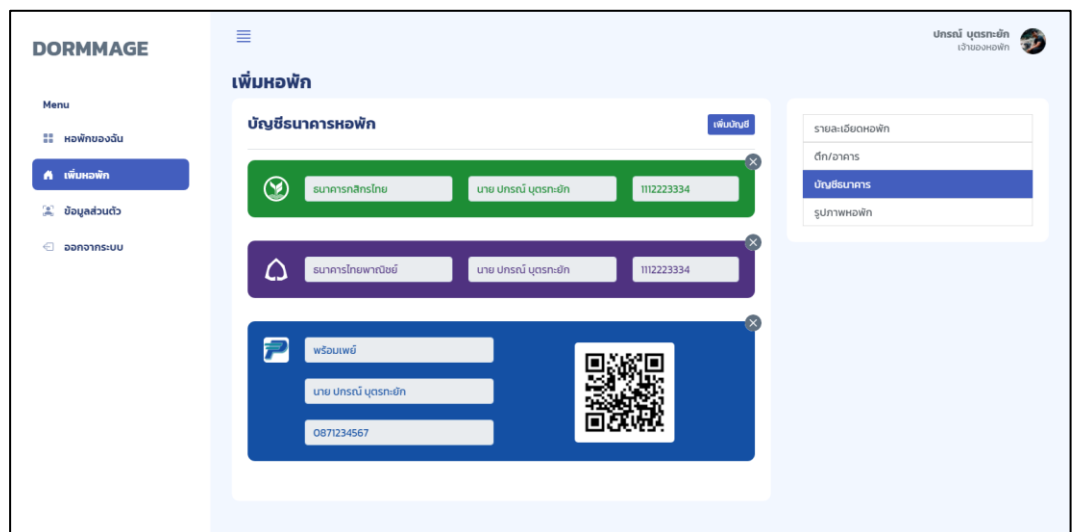 DORMMAGE
ปกรณ์ บุตรทะยัก
เจ้าของหอพัก
Menu
หอพักของฉัน
เพิ่มหอพัก
ข้อมูลส่วนตัว
ออกจากระบบ
เพิ่มหอพัก
บัญชีธนาคารหอพัก
เพิ่มบัญชี
ธนาคารกสิกรไทย
นาย ปกรณ์ บุตรทะยัก
1112223334
ธนาคารไทยพาณิชย์
นาย ปกรณ์ บุตรทะยัก
1112223334
พร้อมเพย์
นาย ปกรณ์ บุตรทะยัก
0871234567
รายละเอียดหอพัก
ตึก/อาคาร
บัญชีธนาคาร
รูปภาพหอพัก